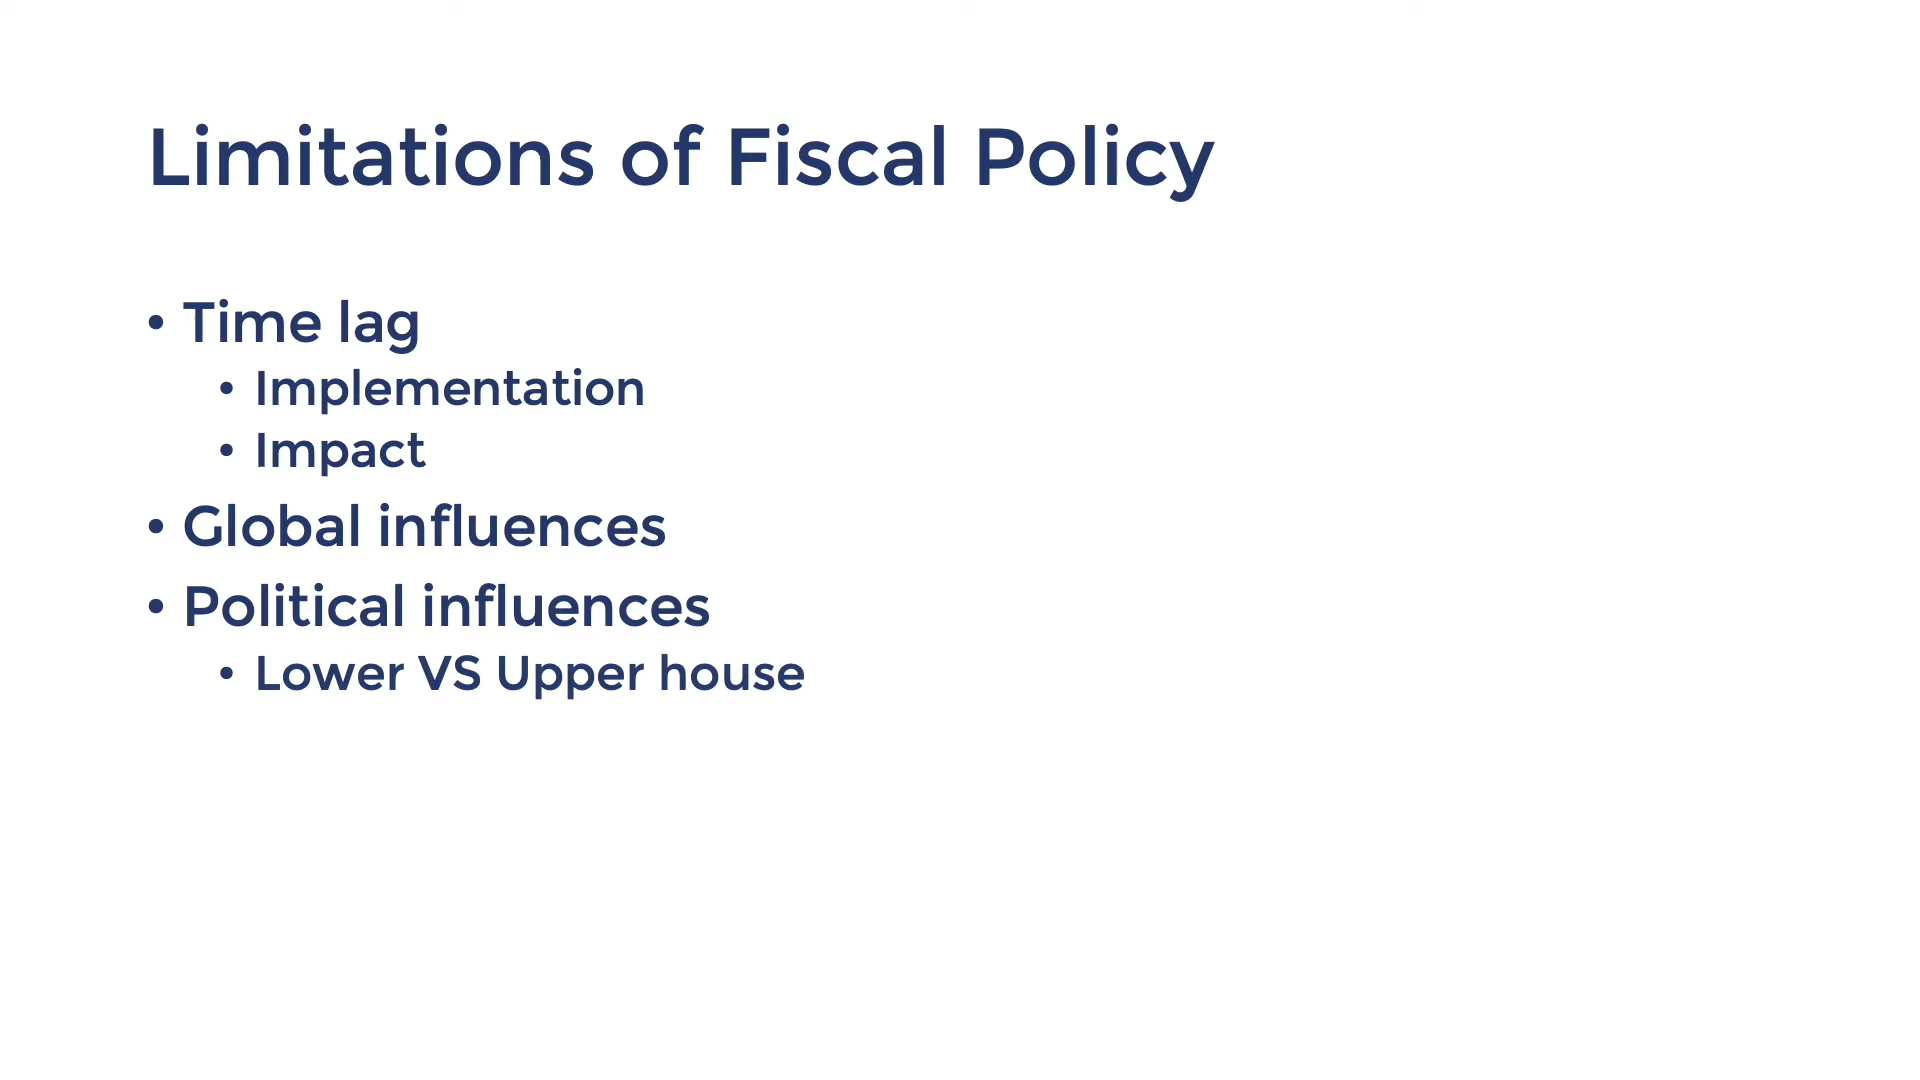 Limitations of Fiscal Policy
• Time lag
• Implementation
• Impact
• Global influences
• Political influences
• Lower VS Upper house